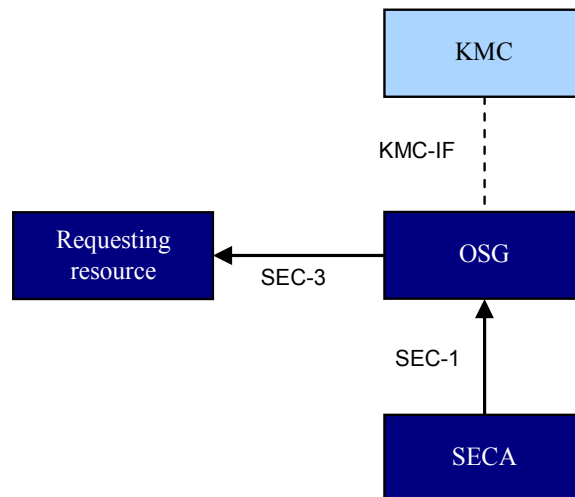 KMC
KMC-IF
Requesting
resource
OSG
SEC-3
SEC-1
SECA